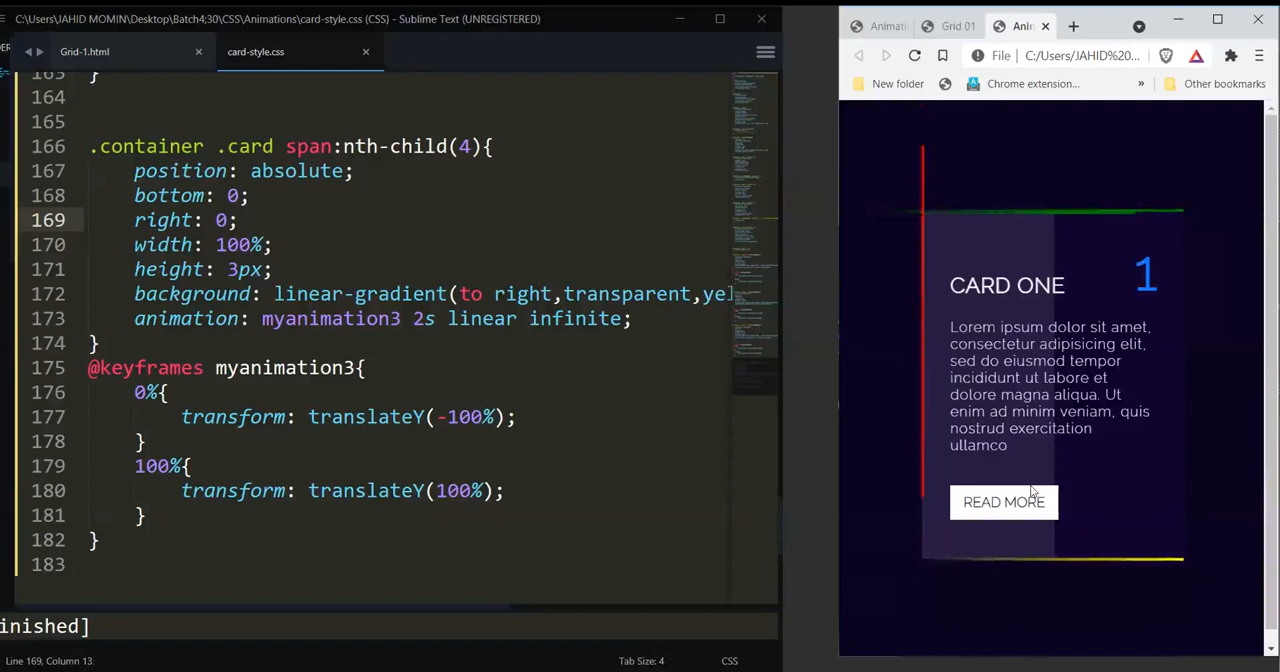 C:\Users\JAHID MOMIN\Desktop\Batch4;30\CSS\Animations\card-style.css (CSS) - Sublime Text (UNREGISTERED)
Grid-1.html
card-style.css
163 }
164
165
166 .container .card span:nth-child(4){
167 position: absolute;
168 bottom: 0;
169 right: 0;
170 width: 100%;
171 height: 3px;
172 background: linear-gradient(to right,transparent,yel
173 animation: myanimation3 2s linear infinite;
174 }
175 @keyframes myanimation3{
176 0%{
177 transform: translateY(-100%);
178 }
179 100%{
180 transform: translateY(100%);
181 }
182 }
183
inished]
Line 169, Column 13
Tab Size: 4
CSS
Animati
Grid 01
Anin
File
C:/Users/JAHID%20...
New folder
Chrome extension...
»
Other bookmarks
1
CARD ONE
Lorem ipsum dolor sit amet,
consectetur adipisicing elit,
sed do eiusmod tempor
incididunt ut labore et
dolore magna aliqua. Ut
enim ad minim veniam, quis
nostrud exercitation
ullamco
READ MORE